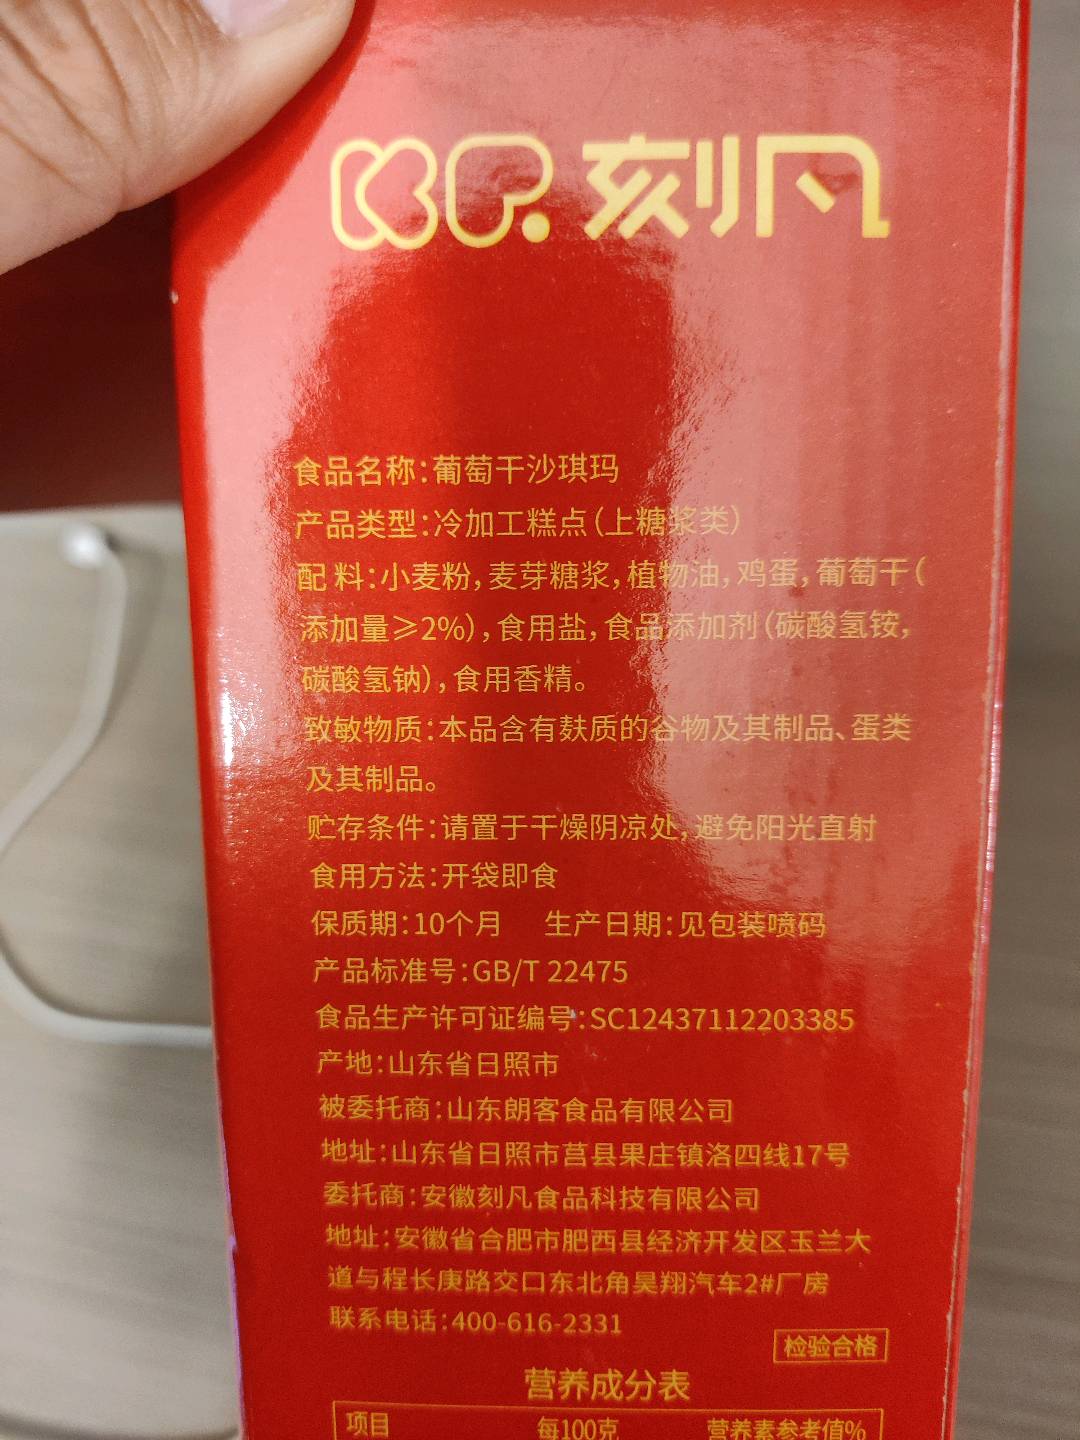 KF.刻凡
食品名称:葡萄干沙琪玛
产品类型:冷加工糕点(上糖浆类)
配 料:小麦粉,麦芽糖浆,植物油,鸡蛋,葡萄干(
添加量≥2%),食用盐,食品添加剂(碳酸氢铵,
碳酸氢钠),食用香精。
致敏物质:本品含有麸质的谷物及其制品、蛋类
及其制品。
贮存条件:请置于干燥阴凉处,避免阳光直射
食用方法:开袋即食
保质期:10个月 生产日期:见包装喷码
产品标准号:GB/T 22475
食品生产许可证编号:SC12437112203385
产地:山东省日照市
被委托商:山东朗客食品有限公司
地址:山东省日照市莒县果庄镇洛四线17号
委托商:安徽刻凡食品科技有限公司
地址:安徽省合肥市肥西县经济开发区玉兰大
道与程长庚路交口东北角昊翔汽车2#厂房
联系电话:400-616-2331
检验合格
营养成分表
项目 每100克 营养素参考值%